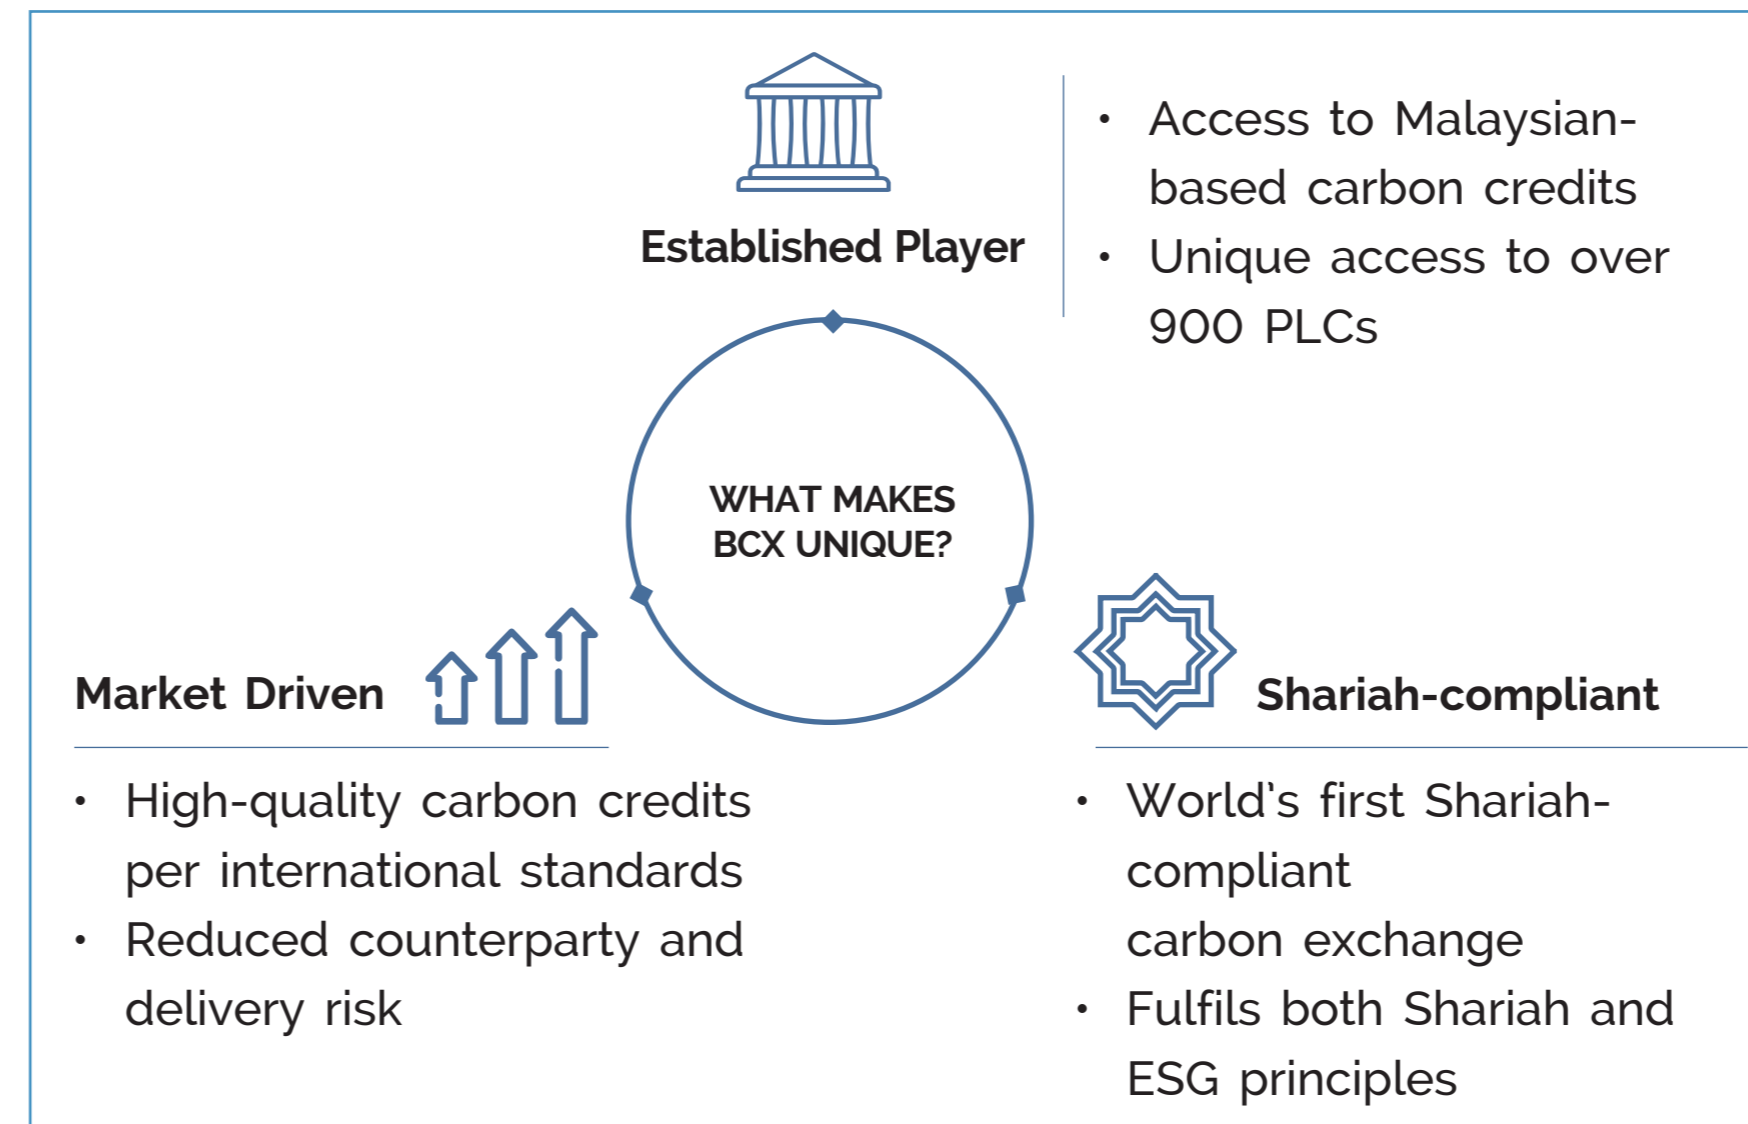 Established Player
• Access to Malaysian-
based carbon credits
• Unique access to over
900 PLCs
WHAT MAKES
BCX UNIQUE?
Market Driven
• High-quality carbon credits
per international standards
• Reduced counterparty and
delivery risk
Shariah-compliant
• World's first Shariah-
compliant
carbon exchange
• Fulfils both Shariah and
ESG principles